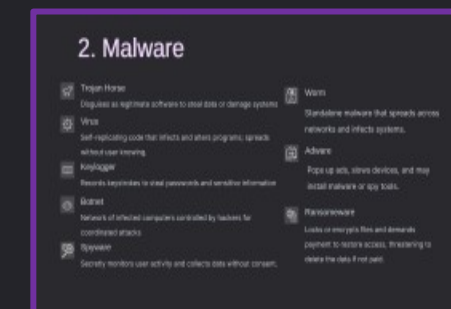 2. Malware
Trojan Horse
Disguises as legitimate software to steal data or damage systems
Virus
Self-replicating code that infects and alters programs; spreads
without user knowing.
Keylogger
Records keystrokes to steal passwords and sensitive information
Botnet
Network of infected computers controlled by hackers for
coordinated attacks
Spyware
Secretly monitors user activity and collects data without consent.
Worm
Standalone malware that spreads across
networks and infects systems.
Adware
Pops up ads, slows devices, and may
install malware or spy tools.
Ransomeware
Locks or encrypts files and demands
payment to restore access, threatening to
delete the data if not paid.